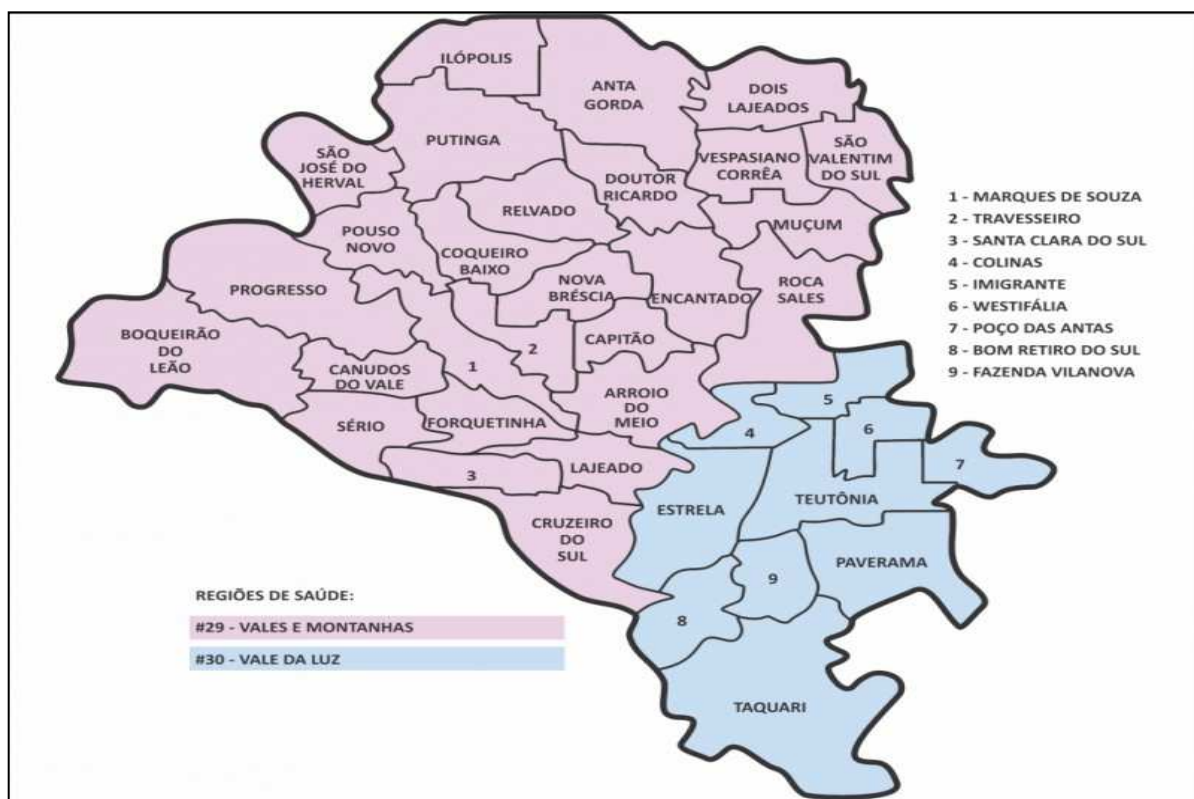 ILÓPOLIS
ANTA
GORDA
DOIS
LAJEADOS
PUTINGA
SÃO
JOSÉ DO
HERVAL
VESPASIANO
CORRÊA
SÃO
VALENTIM
DO SUL
DOUTOR
RICARDO
RELVADO
MUÇUM
POUSO
NOVO
COQUEIRO
BAIXO
NOVA
BRÉSCIA
ENCANTADO
ROCA
SALES
PROGRESSO
BOQUEIRÃO
DO
LEÃO
CANUDOS
DO VALE
1
2
CAPITÃO
ARROIO
DO
MEIO
SÉRIO
FORQUETINHA
3
LAJEADO
CRUZEIRO
DO
SUL
4
5
6
7
ESTRELA
TEUTÔNIA
PAVERAMA
8
9
TAQUARI
1 - MARQUES DE SOUZA
2 - TRAVESSEIRO
3 - SANTA CLARA DO SUL
4 - COLINAS
5 - IMIGRANTE
6 - WESTIFÁLIA
7 - POÇO DAS ANTAS
8 - BOM RETIRO DO SUL
9 - FAZENDA VILANOVA
REGIÕES DE SAÚDE:
#29 - VALES E MONTANHAS
#30 - VALE DA LUZ